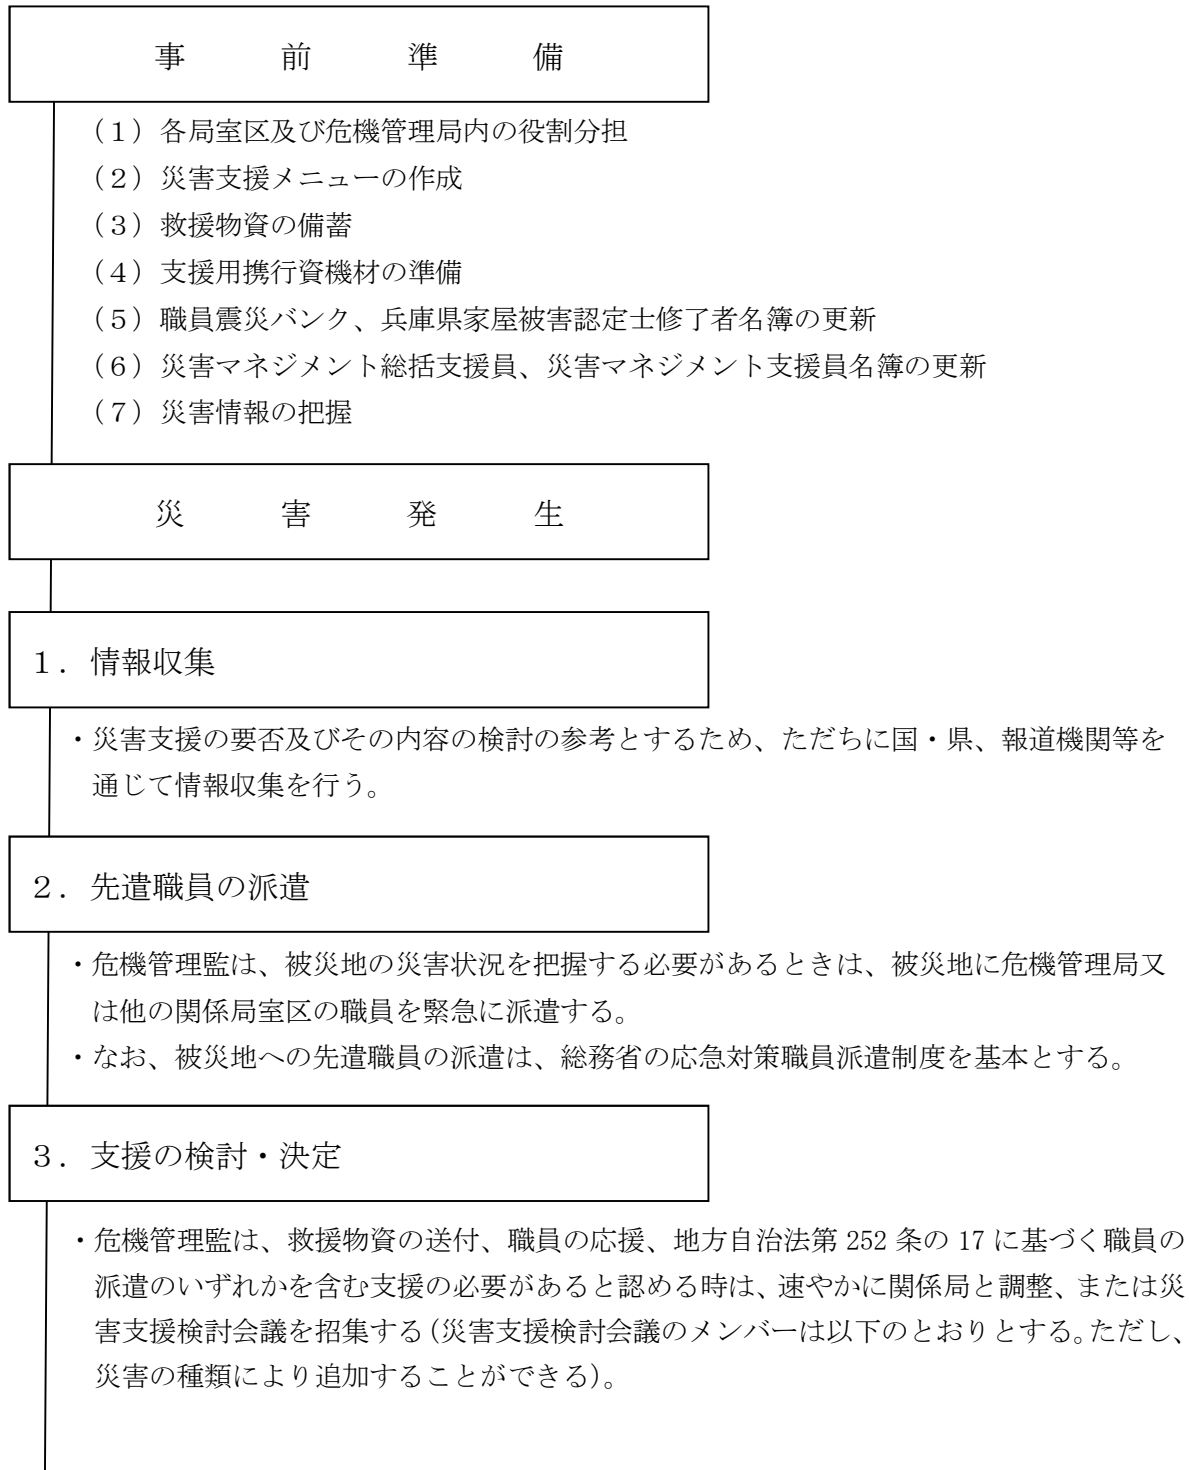 事前準備
（１）各局室区及び危機管理局内の役割分担
（２）災害支援メニューの作成
（３）救援物資の備蓄
（４）支援用携行資機材の準備
（５）職員震災バンク、兵庫県家屋被害認定士修了者名簿の更新
（６）災害マネジメント総括支援員、災害マネジメント支援員名簿の更新
（７）災害情報の把握
災害発生
１．情報収集
・災害支援の要否及びその内容の検討の参考とするため、ただちに国・県、報道機関等を
通じて情報収集を行う。
２．先遣職員の派遣
・危機管理監は、被災地の災害状況を把握する必要があるときは、被災地に危機管理局又
は他の関係局室区の職員を緊急に派遣する。
・なお、被災地への先遣職員の派遣は、総務省の応急対策職員派遣制度を基本とする。
３．支援の検討・決定
・危機管理監は、救援物資の送付、職員の応援、地方自治法第 252 条の 17 に基づく職員の
派遣のいずれかを含む支援の必要があると認める時は、速やかに関係局と調整、または災
害支援検討会議を招集する（災害支援検討会議のメンバーは以下のとおりとする。ただし、
災害の種類により追加することができる）。